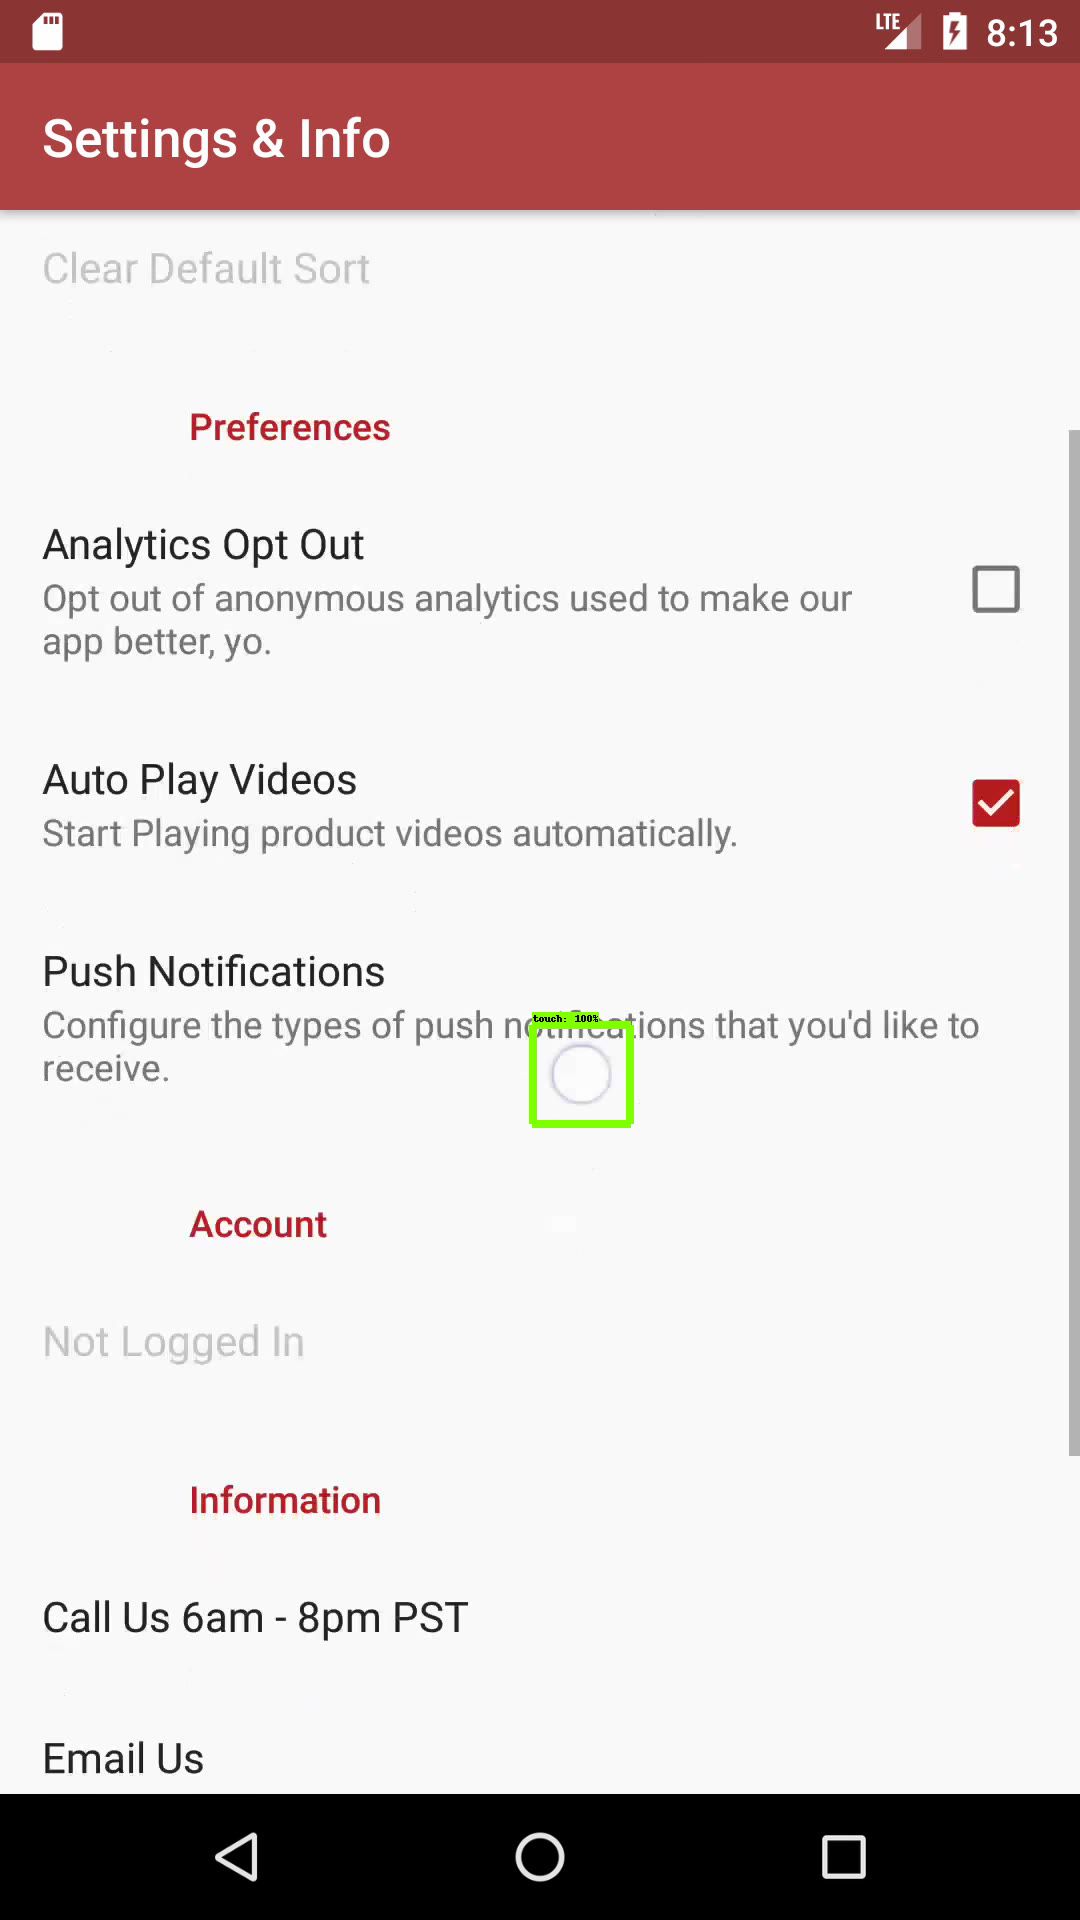 LTE 8:13
Settings & Info
Clear Default Sort
Preferences
Analytics Opt Out
Opt out of anonymous analytics used to make our
app better, yo.
Auto Play Videos
Start Playing product videos automatically.
Push Notifications
Configure the types of push notifications that you'd like to
touch: 100%
receive.
Account
Not Logged In
Information
Call Us 6am - 8pm PST
Email Us